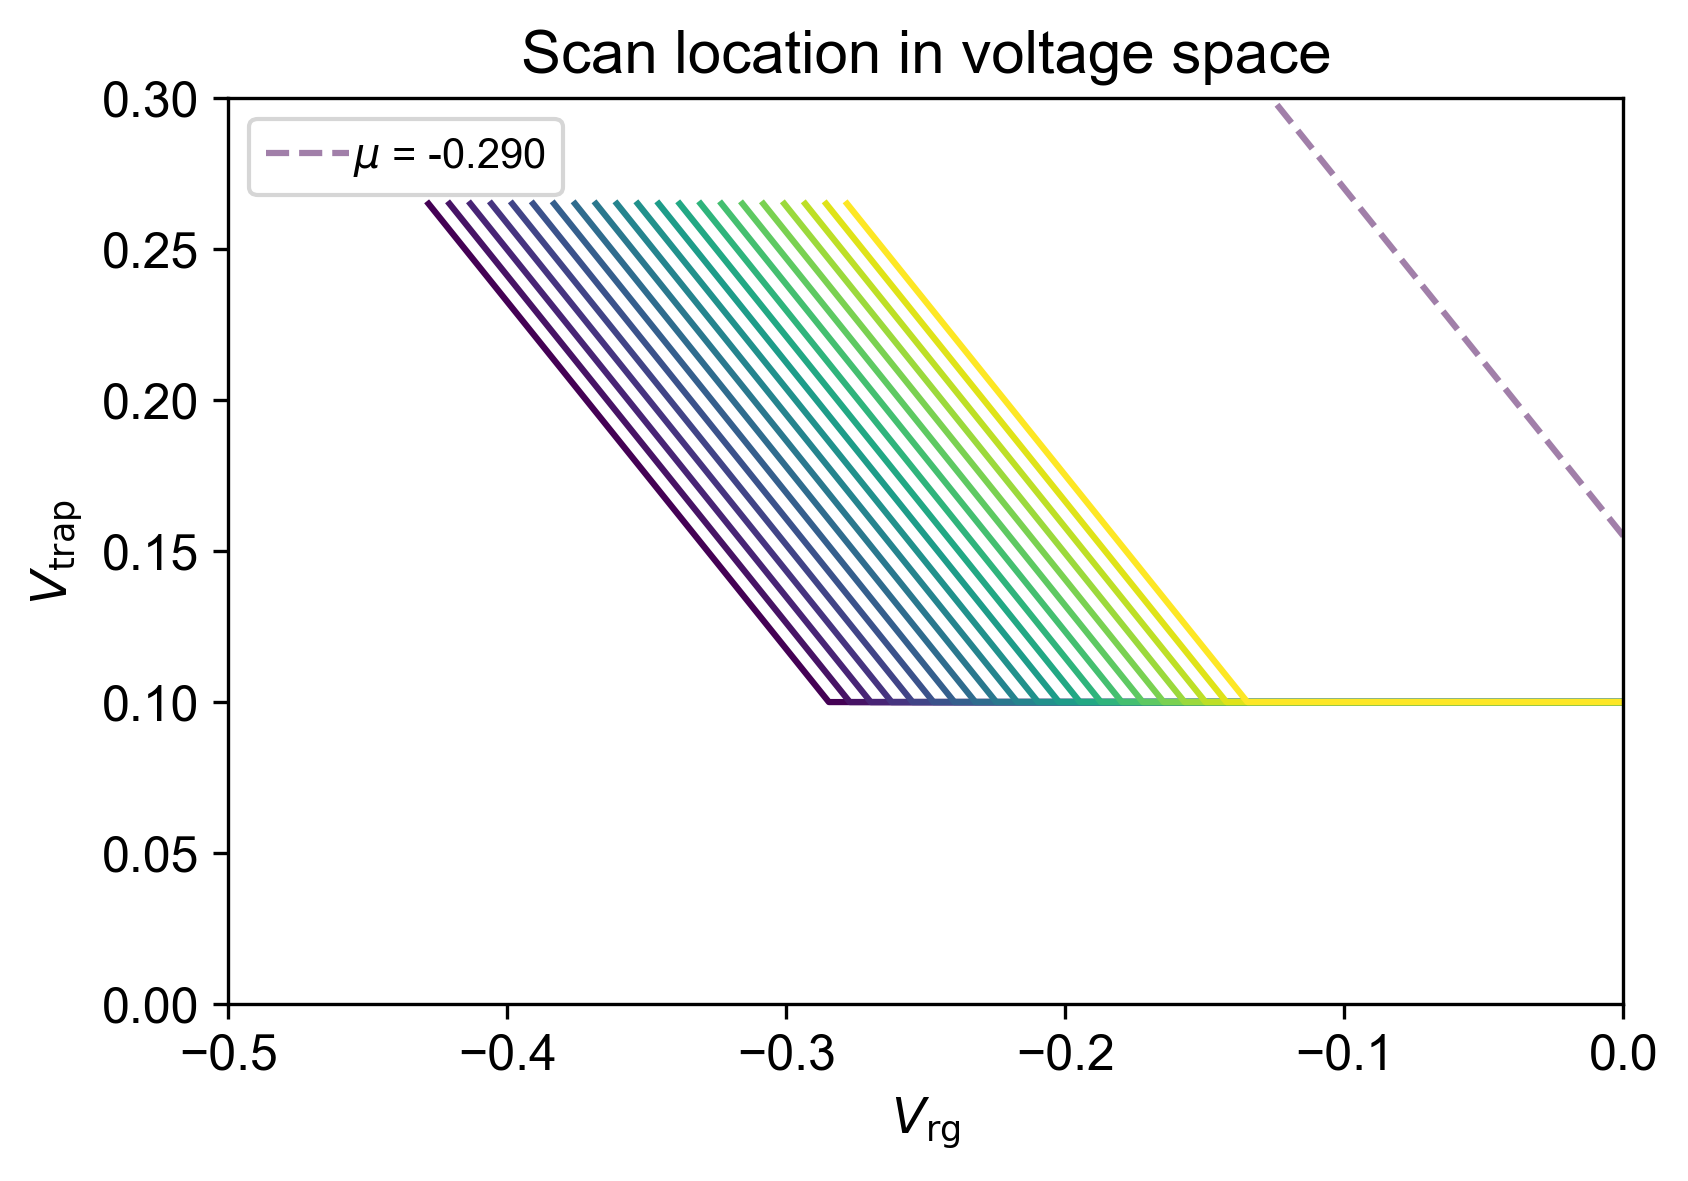 Scan location in voltage space
μ = -0.290
0.30
0.25
0.20
0.15
0.10
0.05
0.00
V_trap
−0.5 −0.4 −0.3 −0.2 −0.1 0.0
V_rg